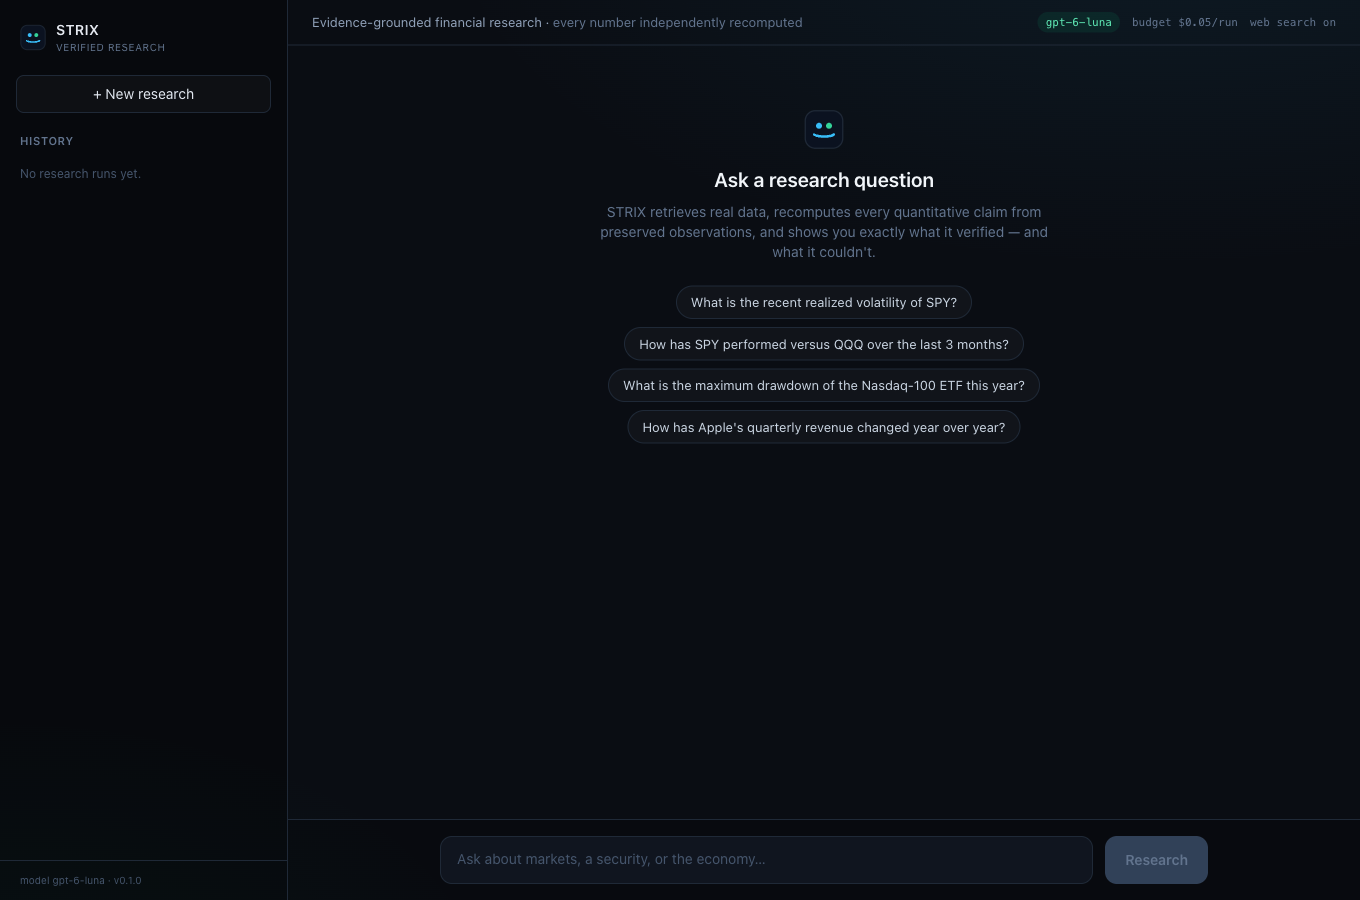 STRIX
VERIFIED RESEARCH
+ New research
HISTORY
No research runs yet.
model gpt-6-luna · v0.1.0
Evidence-grounded financial research · every number independently recomputed
gpt-6-luna
budget $0.05/run
web search on
Ask a research question
STRIX retrieves real data, recomputes every quantitative claim from
preserved observations, and shows you exactly what it verified — and
what it couldn't.
What is the recent realized volatility of SPY?
How has SPY performed versus QQQ over the last 3 months?
What is the maximum drawdown of the Nasdaq-100 ETF this year?
How has Apple's quarterly revenue changed year over year?
Ask about markets, a security, or the economy…
Research